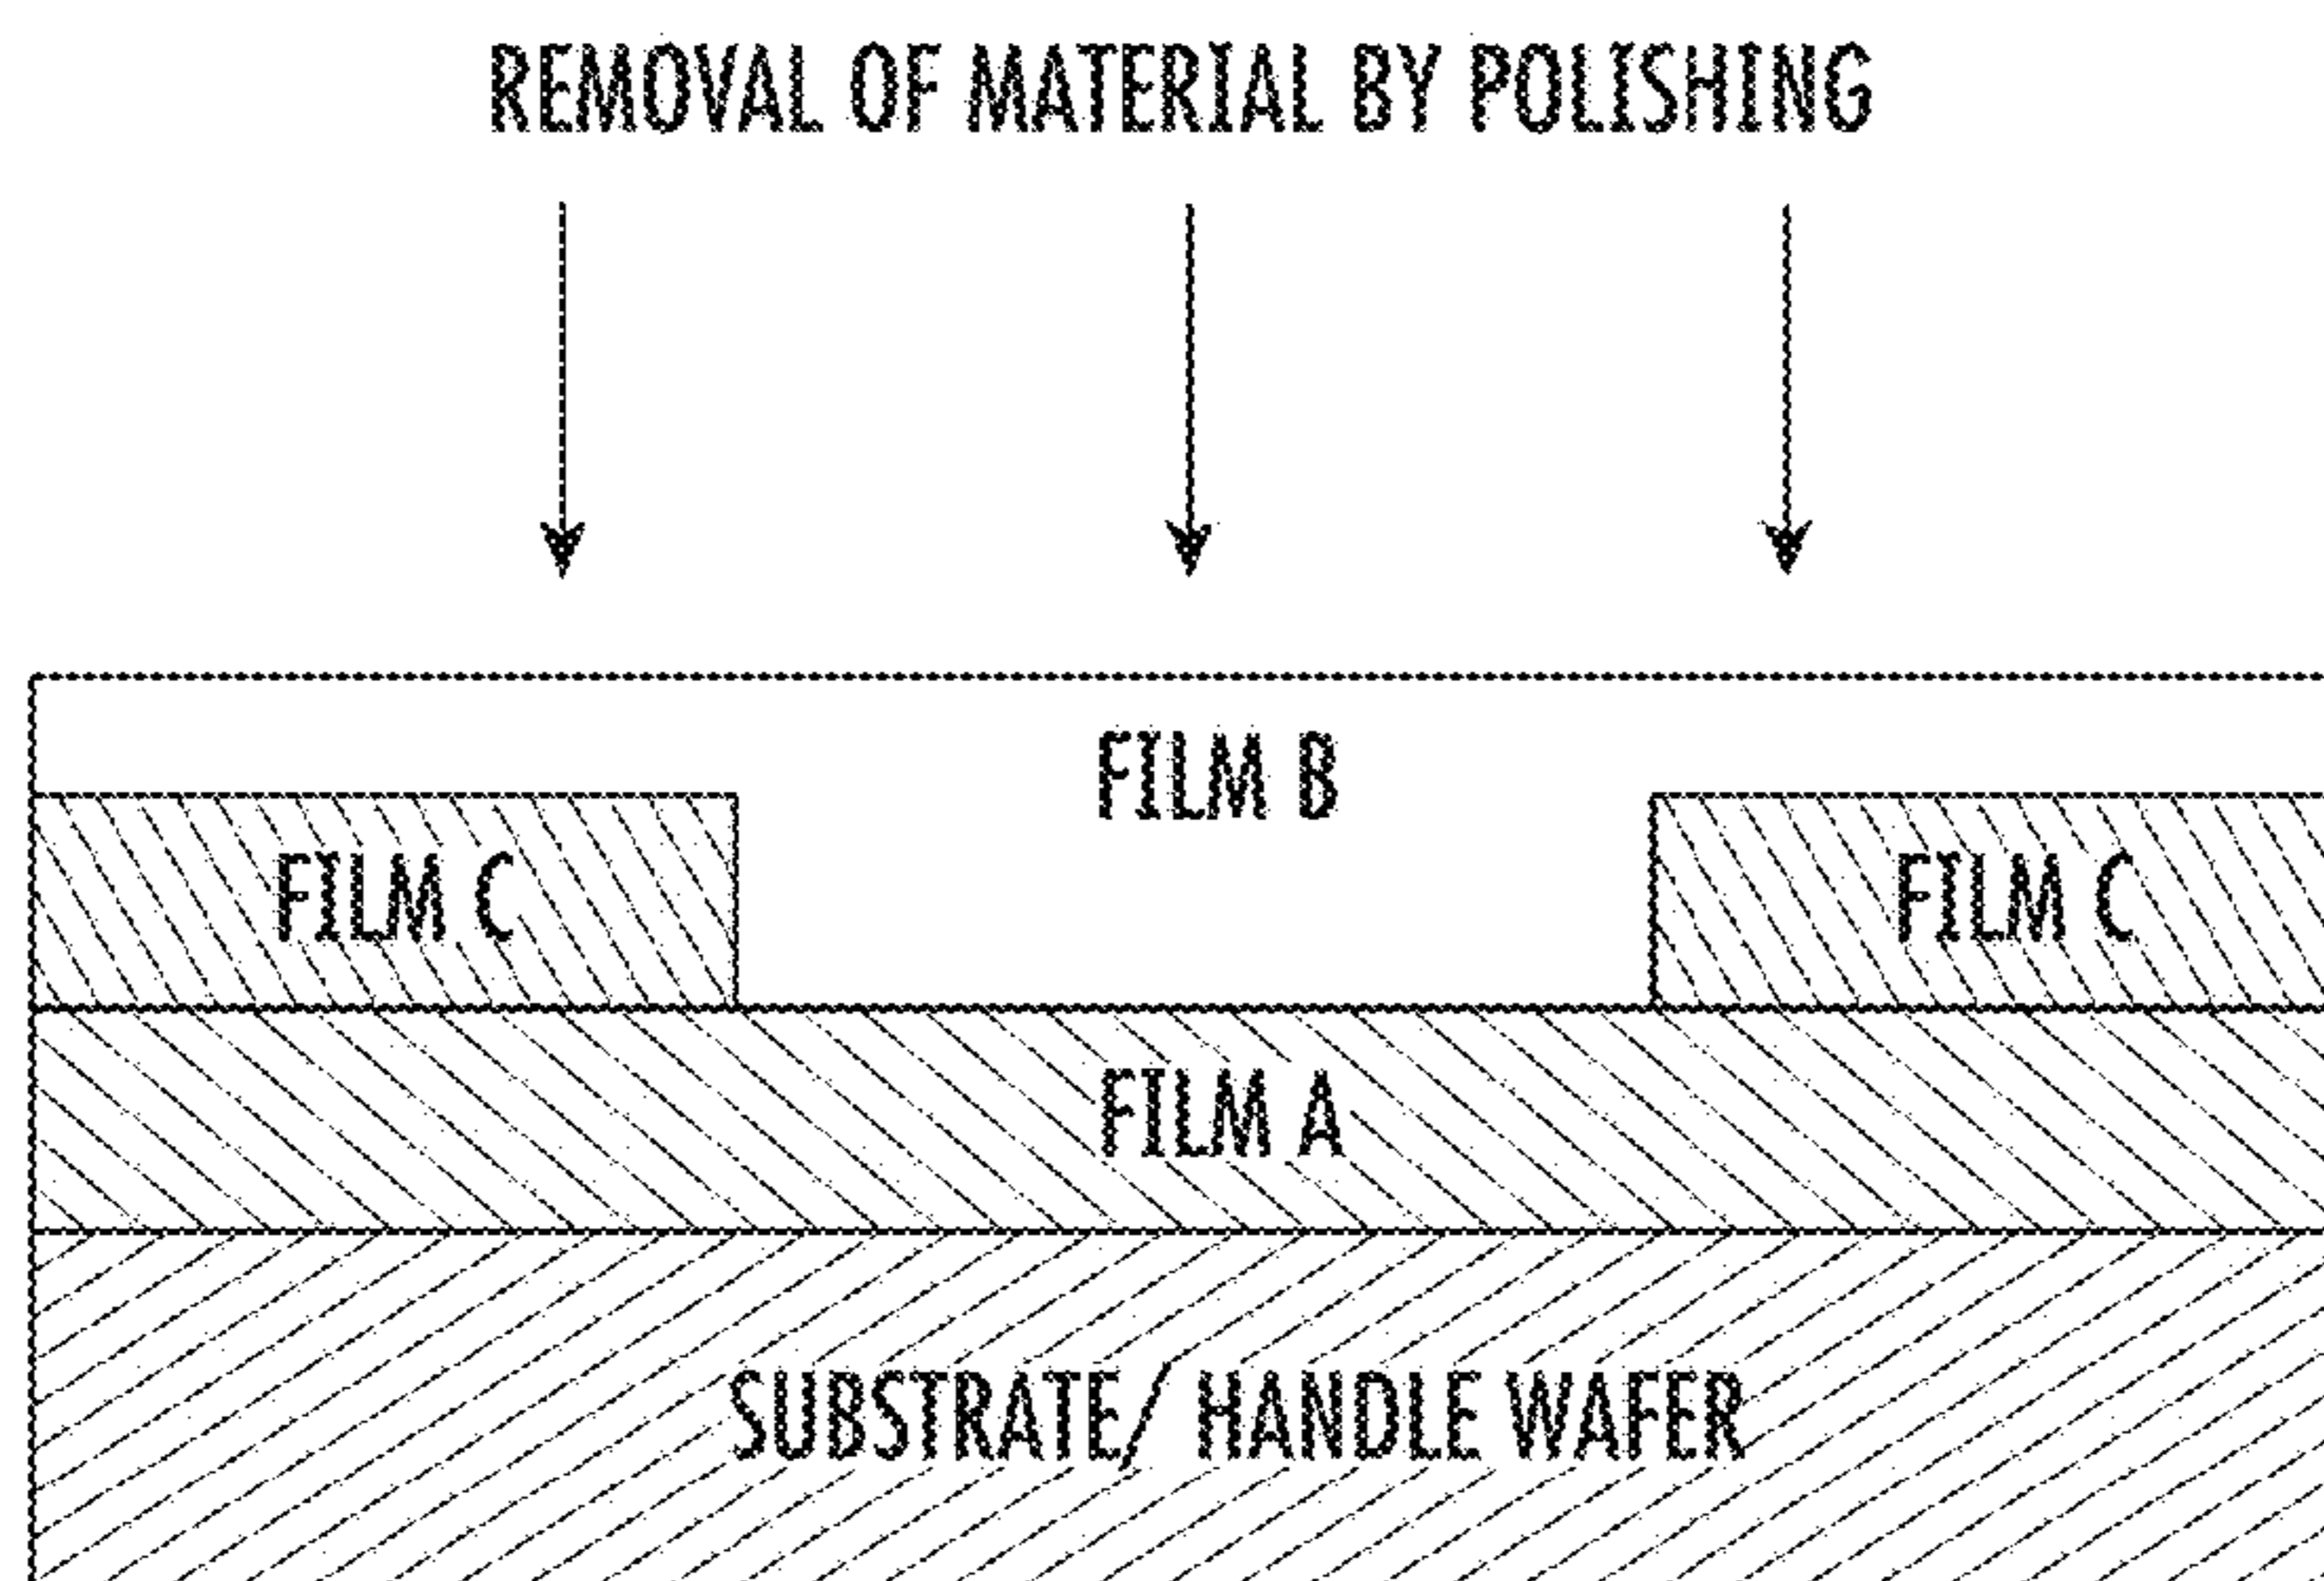 REMOVAL OF MATERIAL BY POLISHING
FILM B
FILM C
FILM C
FILM A
SUBSTRATE/ HANDLE WAFER